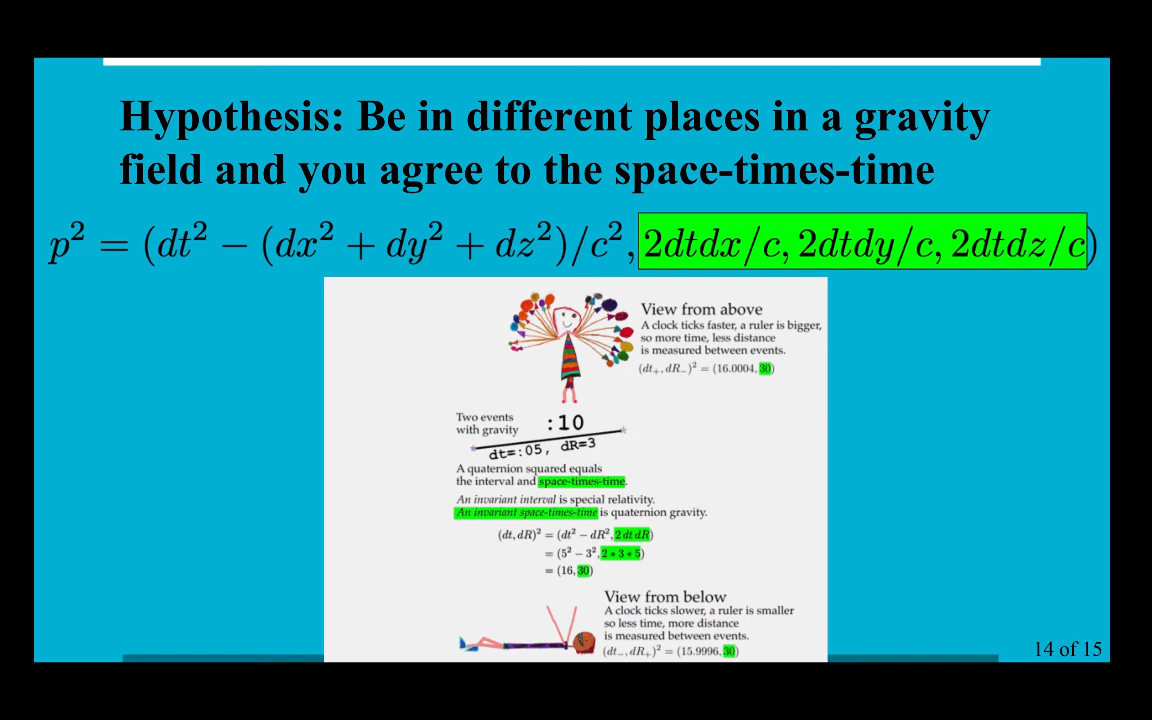 Hypothesis: Be in different places in a gravity
field and you agree to the space-times-time
p² = (dt² − (dx² + dy² + dz²)/c², 2dtdx/c, 2dtdy/c, 2dtdz/c)
View from above
A clock ticks faster, a ruler is bigger,
so more time, less distance
is measured between events.
(dt₊, dR₋)² = (16.0004, 30)
Two events
with gravity
:10
dt=:05, dR=3
A quaternion squared equals
the interval and space-times-time.
An invariant interval is special relativity.
An invariant space-times-time is quaternion gravity.
(dt, dR)² = (dt² − dR², 2 dt dR)
= (5² − 3², 2 * 3 * 5)
= (16, 30)
View from below
A clock ticks slower, a ruler is smaller
so less time, more distance
is measured between events.
(dt₋, dR₊)² = (15.9996, 30)
14 of 15